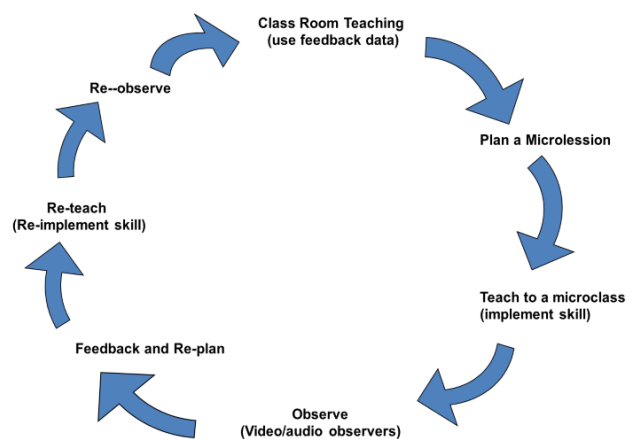 Class Room Teaching
(use feedback data)
Plan a Microlession
Teach to a microclass
(implement skill)
Observe
(Video/audio observers)
Feedback and Re-plan
Re-teach
(Re-implement skill)
Re--observe